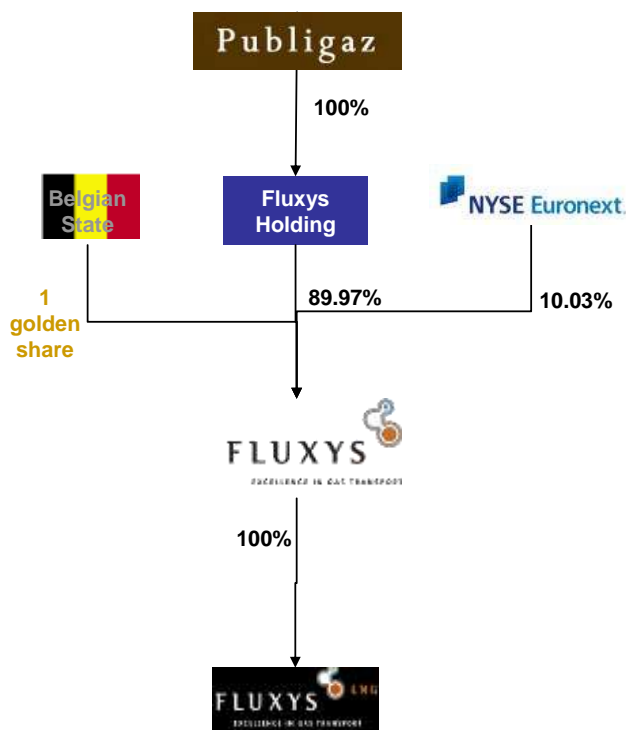 Publigaz
100%
Belgian
State
Fluxys
Holding
NYSE Euronext.
1
golden
share
89.97%
10.03%
FLUXYS
EXCELLENCE IN GAS TRANSPORT
100%
FLUXYS LNG
EXCELLENCE IN GAS TRANSPORT